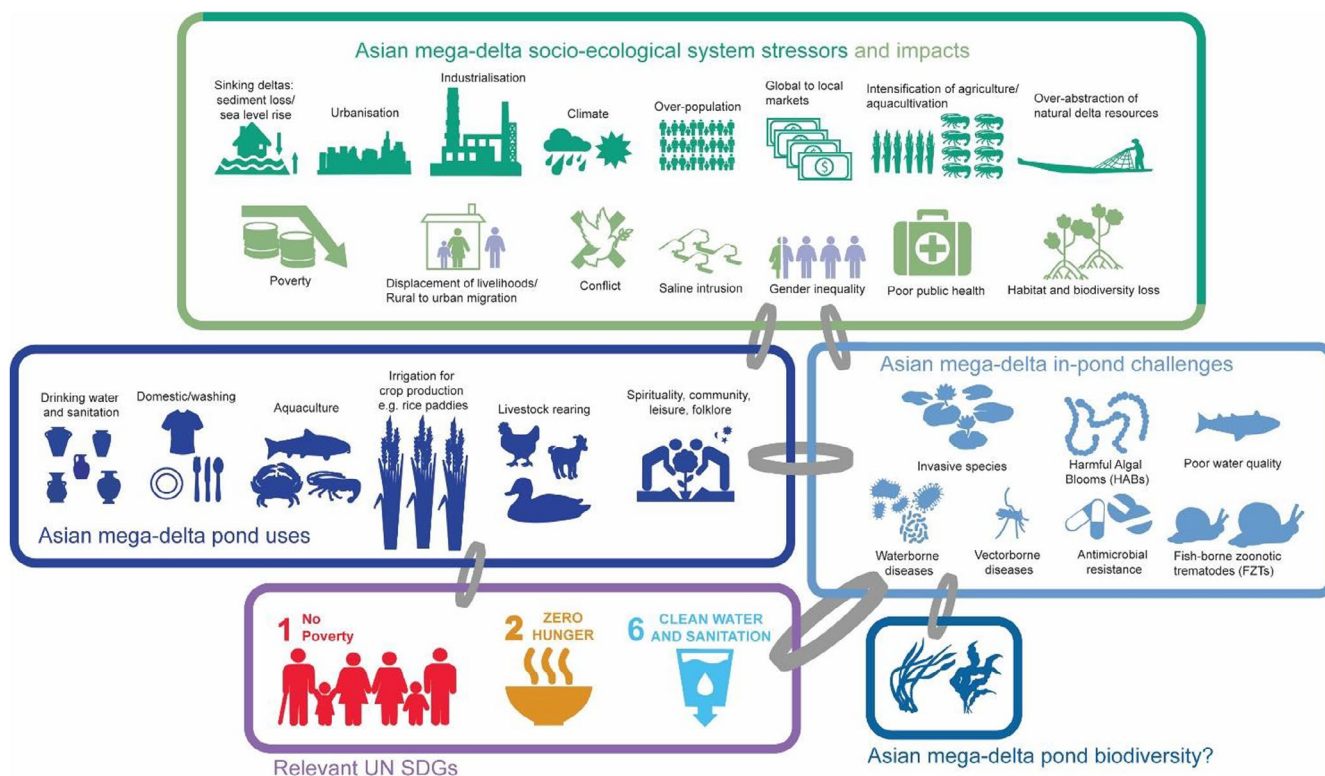 Asian mega-delta socio-ecological system stressors and impacts
Sinking deltas:
sediment loss/
sea level rise
Urbanisation
Industrialisation
Climate
Over-population
Global to local
markets
Intensification of agriculture/
aquacultivation
Over-abstraction of
natural delta resources
$
Poverty
Displacement of livelihoods/
Rural to urban migration
Conflict
Saline intrusion
Gender inequality
Poor public health
Habitat and biodiversity loss
Drinking water
and sanitation
Domestic/washing
Aquaculture
Irrigation for
crop production
e.g. rice paddies
Livestock rearing
Spirituality, community,
leisure, folklore
Asian mega-delta pond uses
Asian mega-delta in-pond challenges
Invasive species
Harmful Algal
Blooms (HABs)
Poor water quality
Waterborne
diseases
Vectorborne
diseases
Antimicrobial
resistance
Fish-borne zoonotic
trematodes (FZTs)
1 No
Poverty
2 ZERO
HUNGER
6 CLEAN WATER
AND SANITATION
Relevant UN SDGs
Asian mega-delta pond biodiversity?